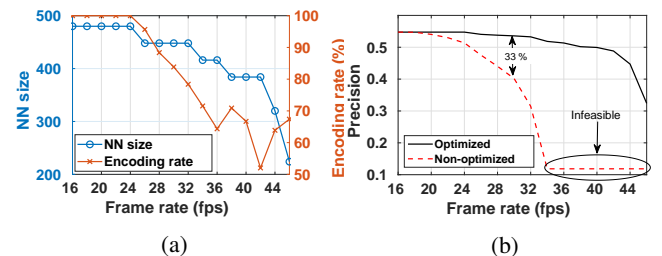 500
400
300
200
NN size
100
90
80
70
60
50
Encoding rate (%)
NN size
Encoding rate
16 20 24 28 32 36 40 44
Frame rate (fps)
(a)
0.5
0.4
0.3
0.2
0.1
Precision
33 %
Infeasible
Optimized
Non-optimized
16 20 24 28 32 36 40 44
Frame rate (fps)
(b)